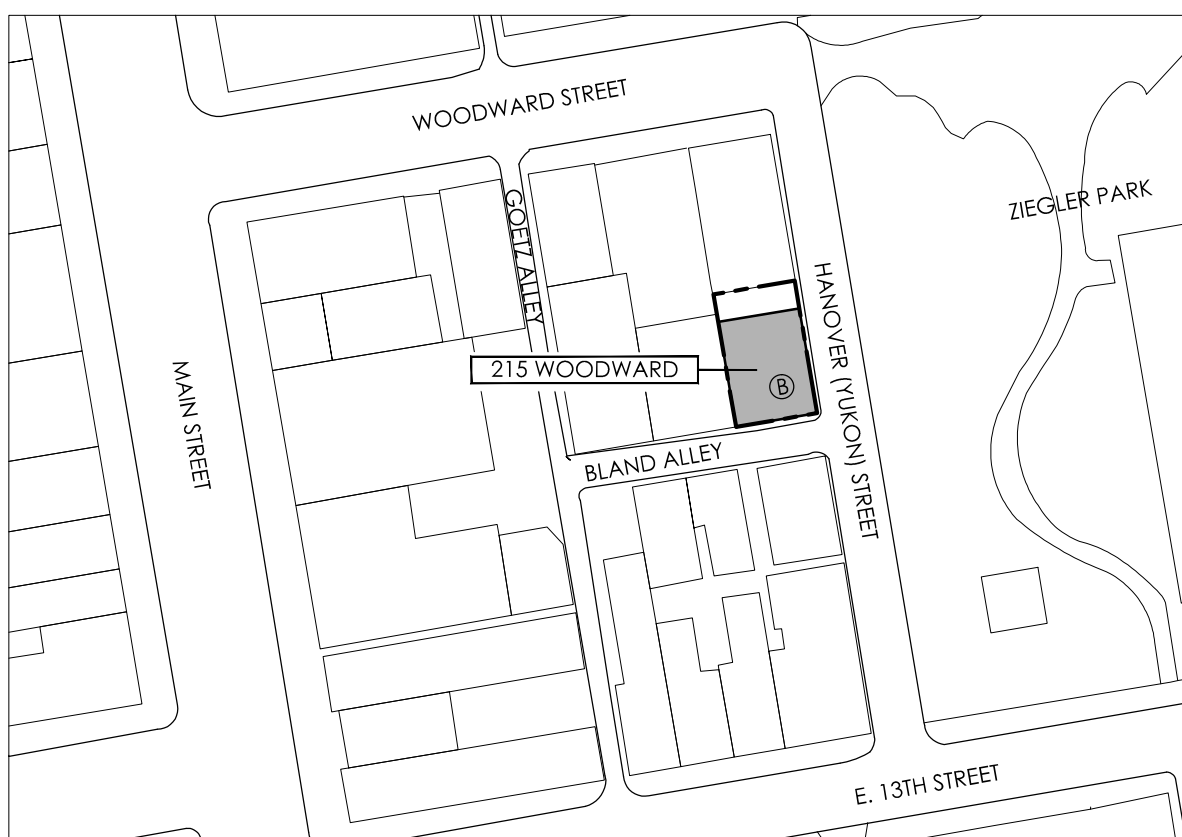 WOODWARD STREET
ZIEGLER PARK
GOETZ ALLEY
HANOVER (YUKON) STREET
MAIN STREET
215 WOODWARD
B
BLAND ALLEY
E. 13TH STREET